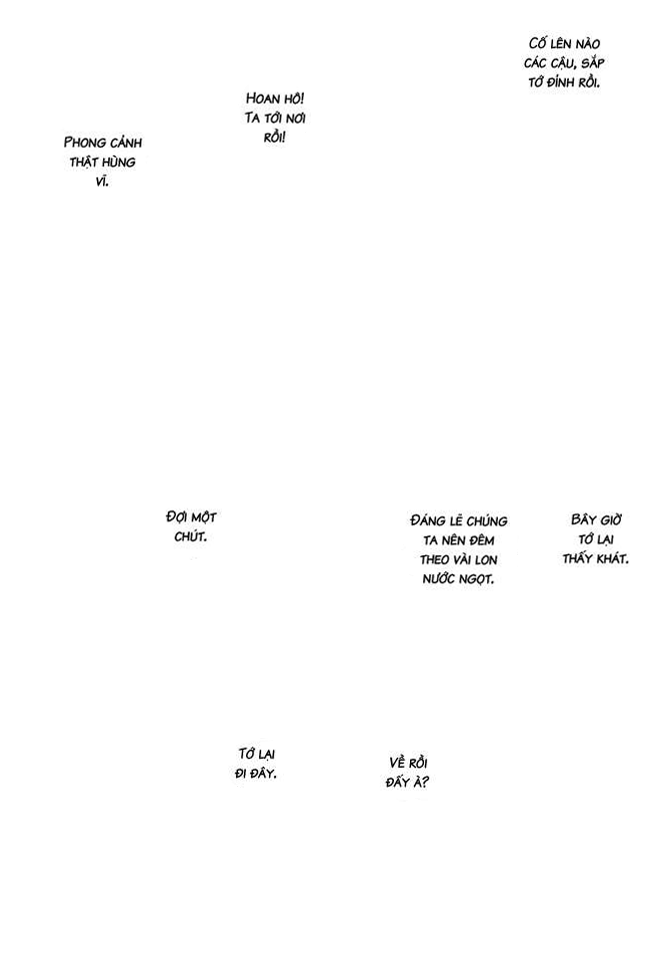 CỐ LÊN NÀO
CÁC CẬU, SẮP
TỚ ĐỈNH RỒI.
HOAN HÔ!
TA TỚI NƠI
RỒI!
PHONG CẢNH
THẬT HÙNG
VĨ.
BÂY GIỜ
TỚ LẠI
THẤY KHÁT.
ĐÁNG LẼ CHÚNG
TA NÊN ĐÊM
THEO VÀI LON
NƯỚC NGỌT.
ĐỢI MỘT
CHÚT.
VỀ RỒI
ĐẤY À?
TỚ LẠI
ĐI ĐÂY.